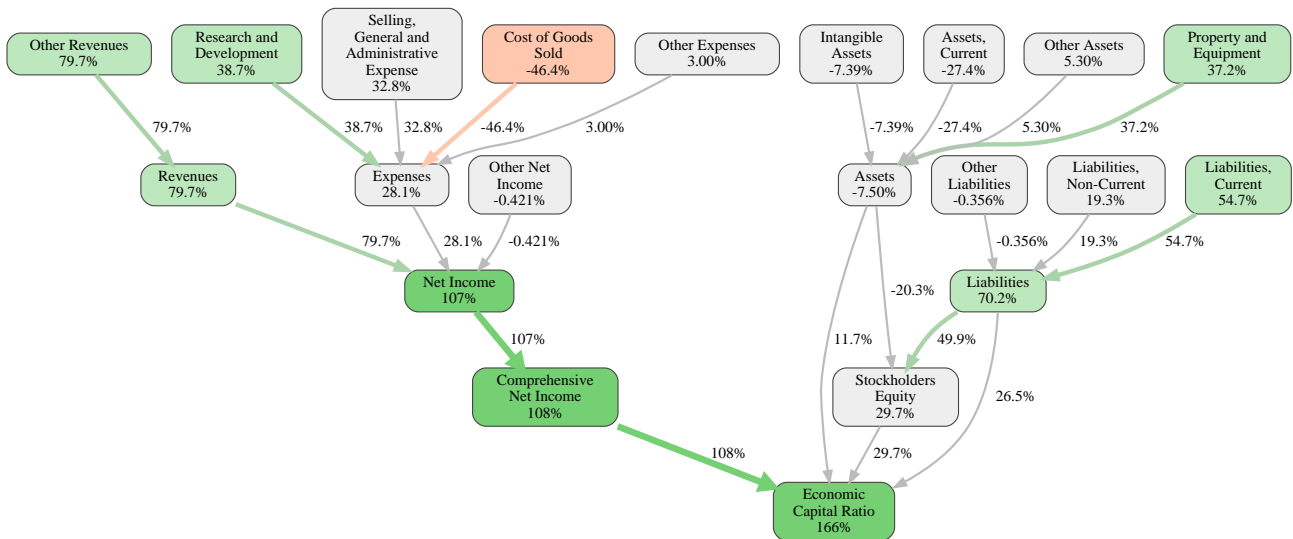 Other Revenues
79.7%
Research and
Development
38.7%
Selling,
General and
Administrative
Expense
32.8%
Cost of Goods
Sold
-46.4%
Other Expenses
3.00%
Intangible
Assets
-7.39%
Assets,
Current
-27.4%
Other Assets
5.30%
Property and
Equipment
37.2%
79.7%
38.7%
32.8%
-46.4%
3.00%
-7.39%
-27.4%
5.30%
37.2%
Revenues
79.7%
Expenses
28.1%
Other Net
Income
-0.421%
Assets
-7.50%
Other
Liabilities
-0.356%
Liabilities,
Non-Current
19.3%
Liabilities,
Current
54.7%
79.7%
28.1%
-0.421%
-0.356%
19.3%
54.7%
Net Income
107%
-20.3%
Liabilities
70.2%
107%
11.7%
49.9%
Comprehensive
Net Income
108%
Stockholders
Equity
29.7%
26.5%
108%
29.7%
Economic
Capital Ratio
166%